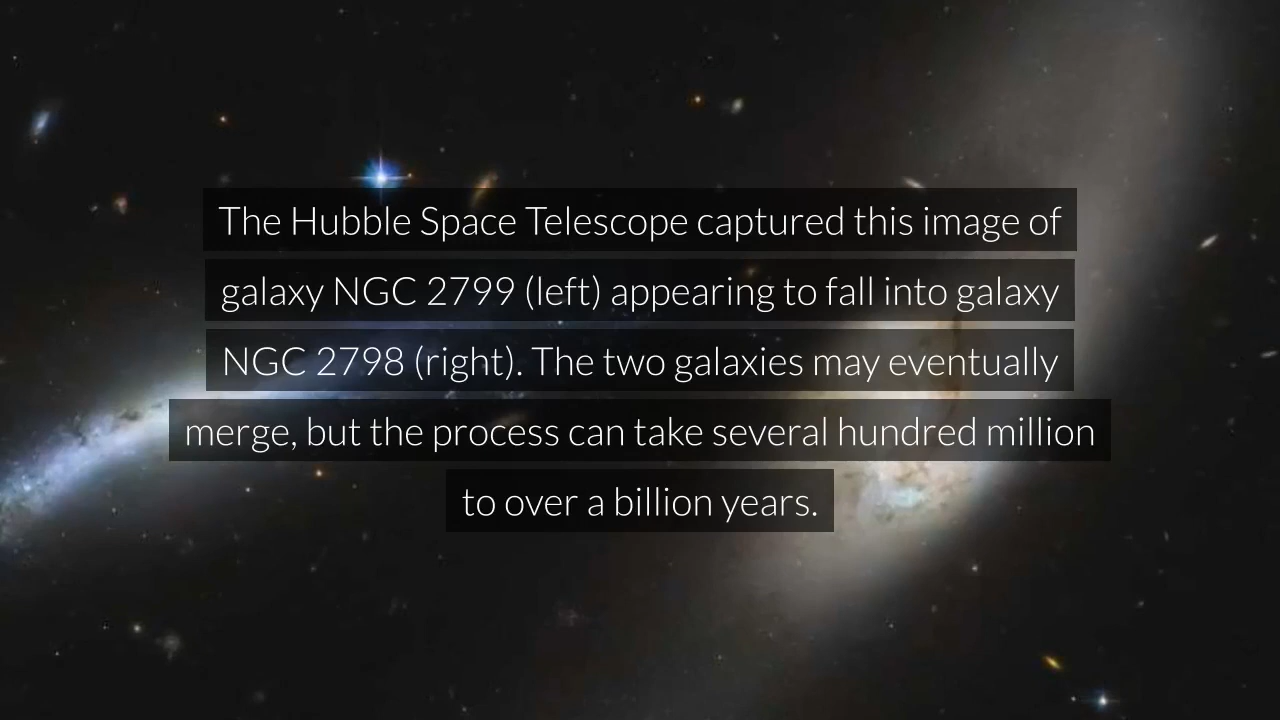 The Hubble Space Telescope captured this image of
galaxy NGC 2799 (left) appearing to fall into galaxy
NGC 2798 (right). The two galaxies may eventually
merge, but the process can take several hundred million
to over a billion years.